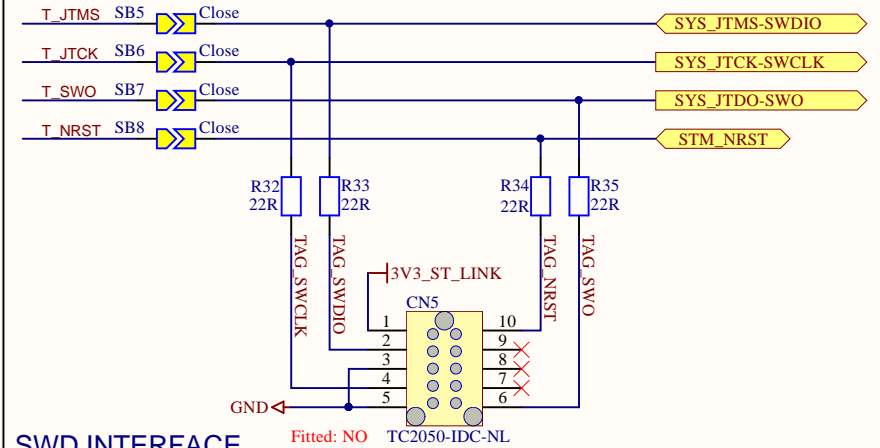 T_JTMS SB5 Close SYS_JTMS-SWDIO
T_JTCK SB6 Close SYS_JTCK-SWCLK
T_SWO SB7 Close SYS_JTDO-SWO
T_NRST SB8 Close STM_NRST
R32 R33 R34 R35
22R 22R 22R 22R
TAG_SWCLK
TAG_SWDIO
TAG_NRST
TAG_SWO
3V3_ST_LINK
CN5
1 10
2 9
3 8
4 7
5 6
GND
SWD INTERFACE
Fitted: NO TC2050-IDC-NL